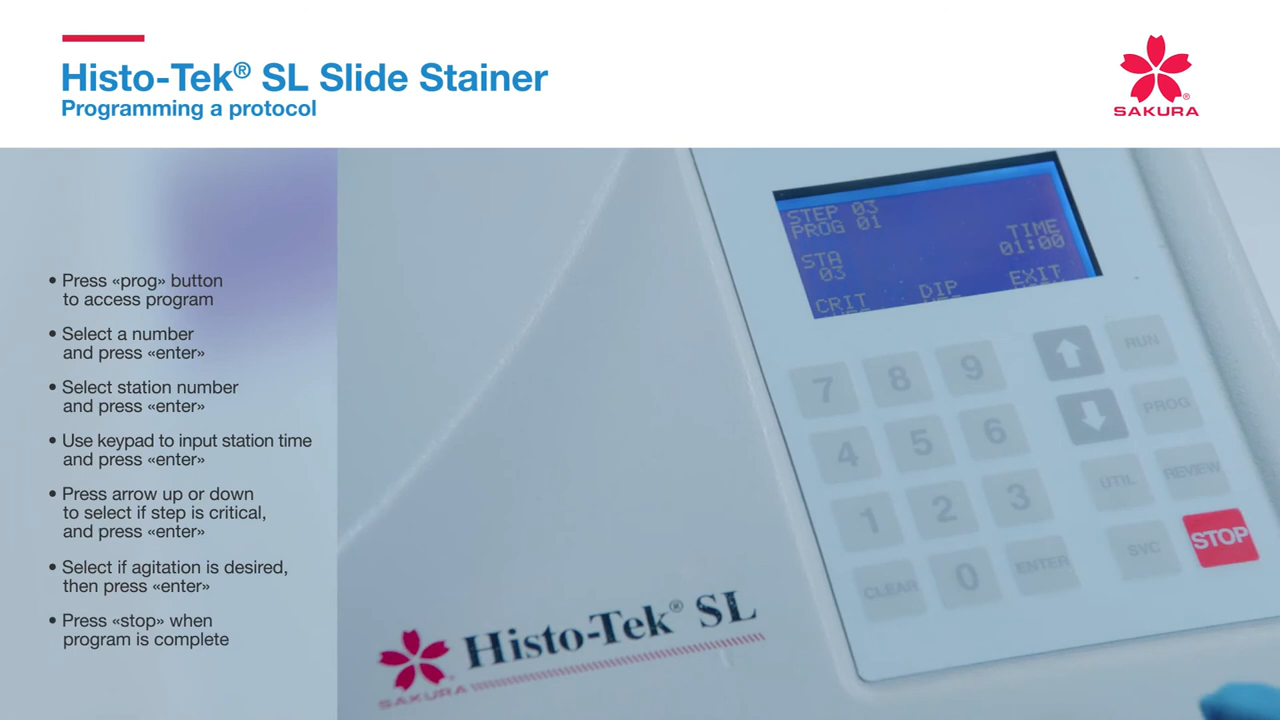 Histo-Tek® SL Slide Stainer
Programming a protocol
SAKURA®
• Press «prog» button
to access program
• Select a number
and press «enter»
• Select station number
and press «enter»
• Use keypad to input station time
and press «enter»
• Press arrow up or down
to select if step is critical,
and press «enter»
• Select if agitation is desired,
then press «enter»
• Press «stop» when
program is complete
STEP 03
PROG 01
TIME
01:00
STA
03
CRIT DIP EXIT
7 8 9 RUN
4 5 6 PROG
1 2 3 UTIL REVIEW
CLEAR 0 ENTER SVC STOP
Histo-Tek® SL
SAKURA